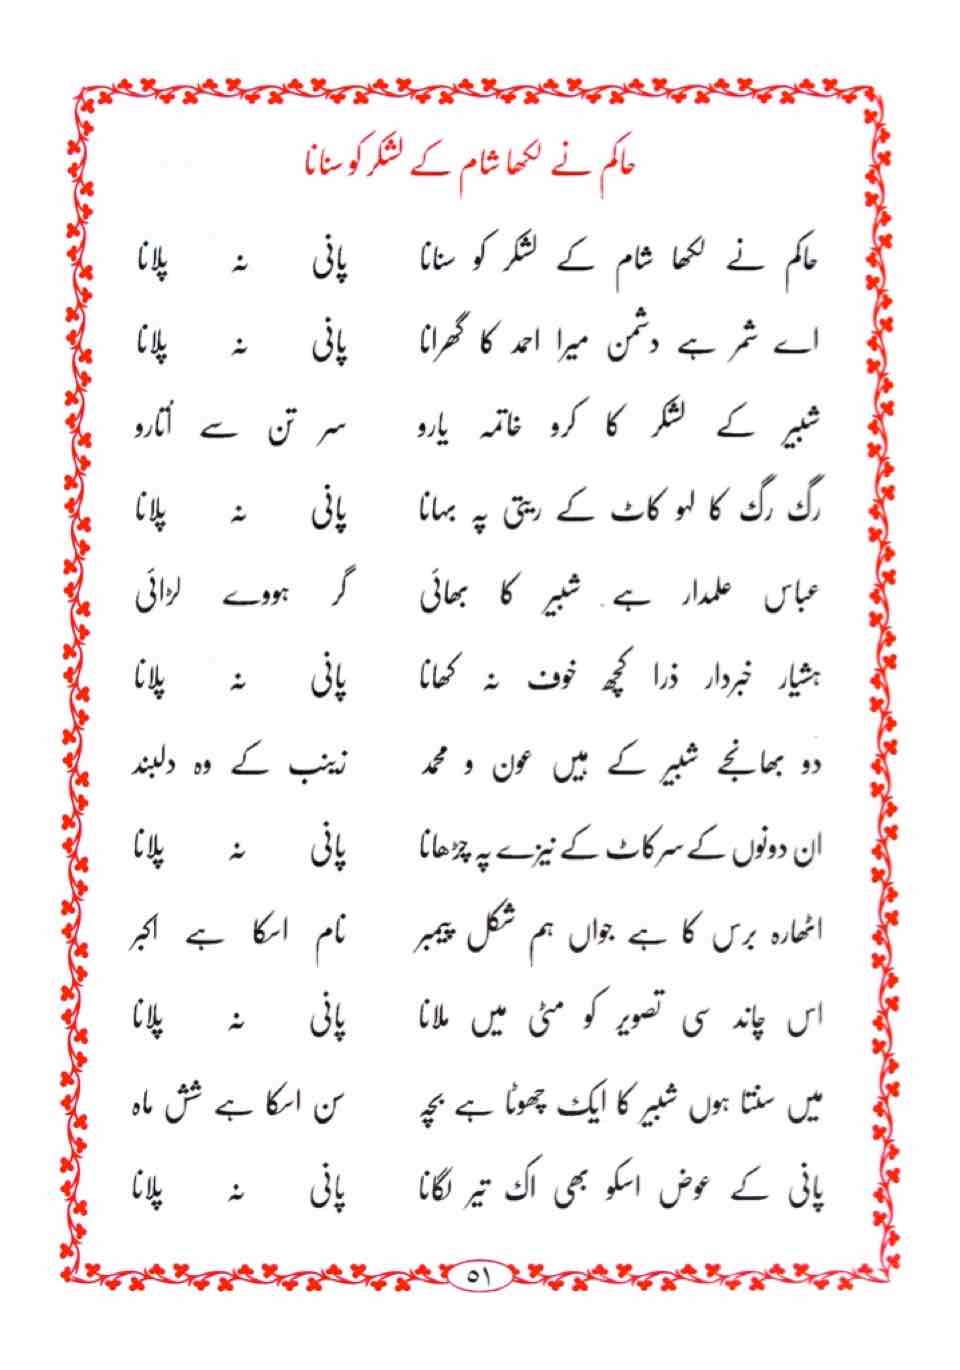 حاکم نے لکھا شام کے لشکر کو سنانا
حاکم نے لکھا شام کے لشکر کو سنانا پانی نہ پلانا
اے شمر ہے دشمن میرا احمد کا گھرانا پانی نہ پلانا
شبیر کے لشکر کا کرو خاتمہ یارو سر تن سے اُتارو
رگ رگ کا لہو کاٹ کے ریتی پہ بہانا پانی نہ پلانا
عباس علمدار ہے شبیر کا بھائی گر ہووے لڑائی
ہشیار خبردار ذرا کچھ خوف نہ کھانا پانی نہ پلانا
دو بھانجے شبیر کے ہیں عون و محمد زینب کے وہ دلبند
ان دونوں کے سر کاٹ کے نیزے پہ چڑھانا پانی نہ پلانا
اٹھارہ برس کا ہے جواں ہم شکل پیمبر نام اسکا ہے اکبر
اس چاند سی تصویر کو مٹی میں ملانا پانی نہ پلانا
میں سنتا ہوں شبیر کا ایک چھوٹا ہے بچہ سن اسکا ہے شش ماہ
پانی کے عوض اسکو بھی اک تیر لگانا پانی نہ پلانا
۵۱